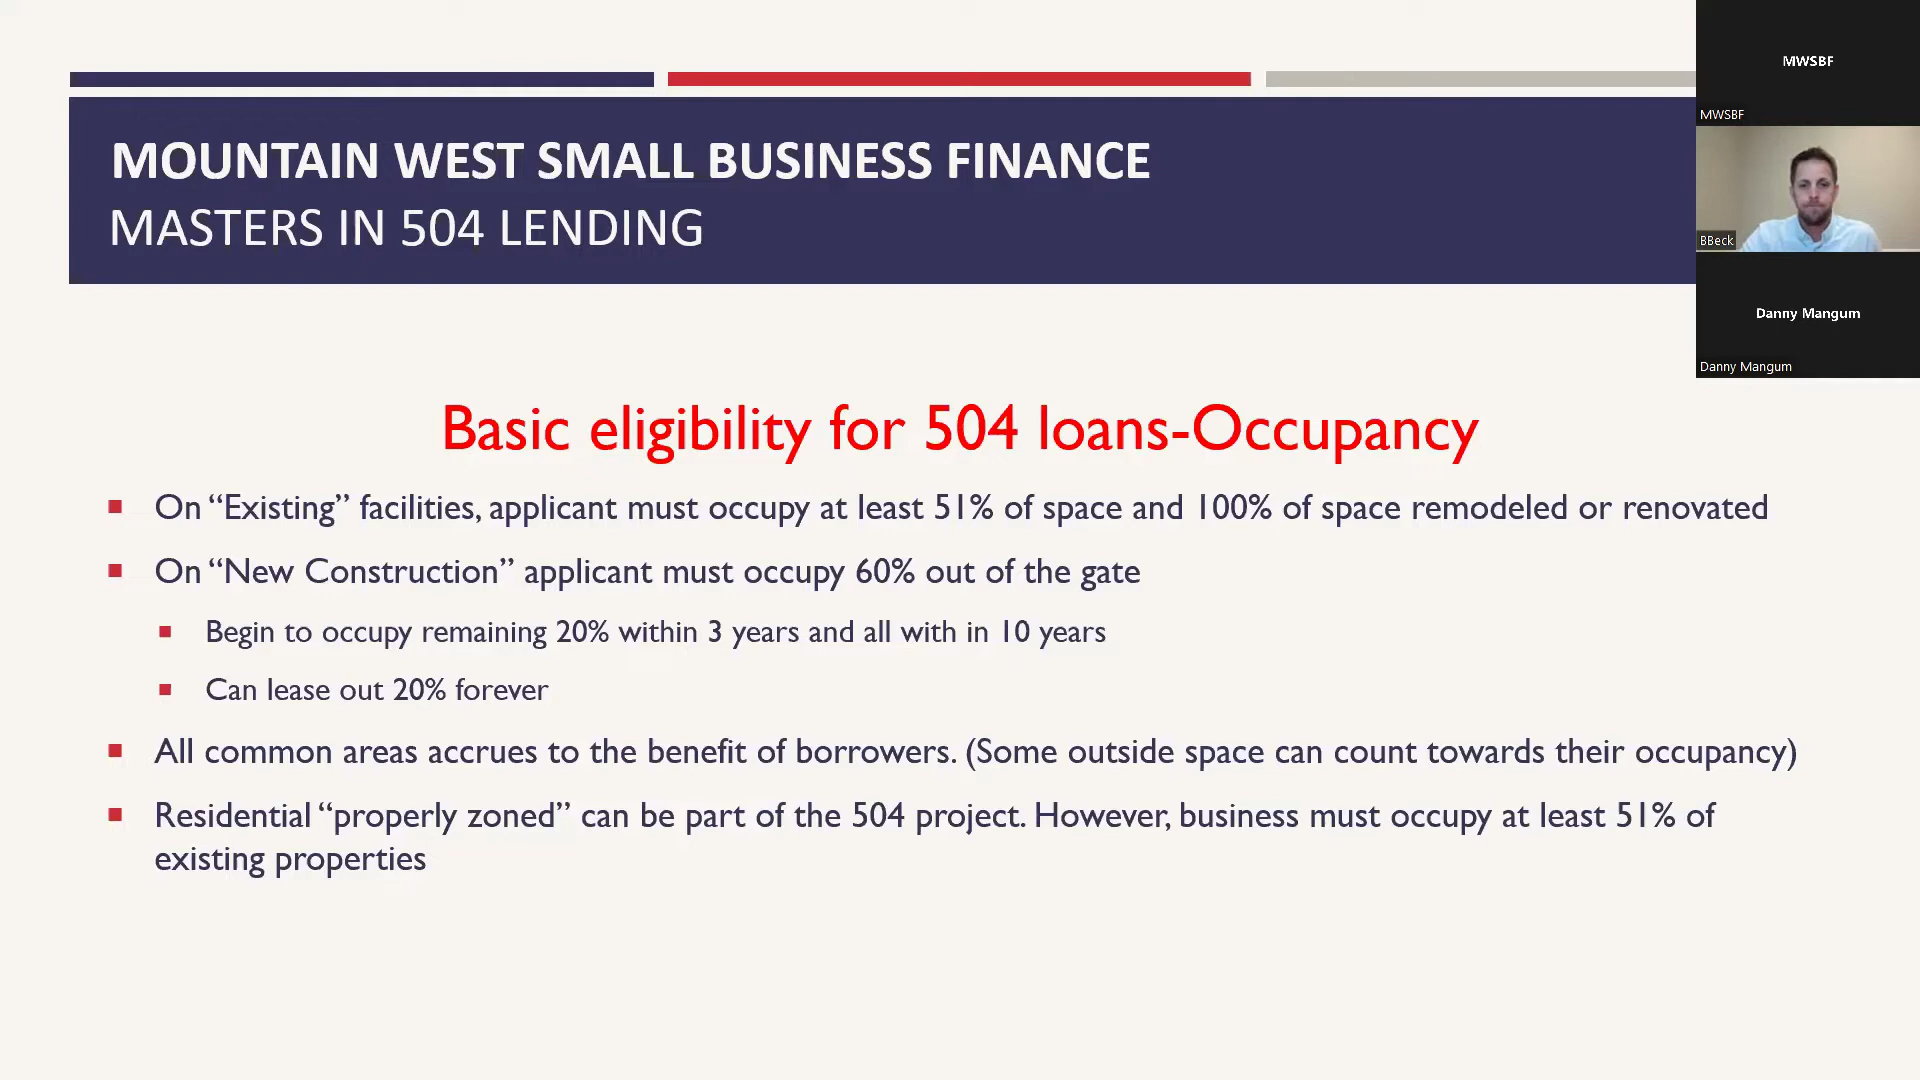 MOUNTAIN WEST SMALL BUSINESS FINANCE
MASTERS IN 504 LENDING
MWSBF
MWSBF
BBeck
Danny Mangum
Danny Mangum
Basic eligibility for 504 loans-Occupancy
On “Existing” facilities, applicant must occupy at least 51% of space and 100% of space remodeled or renovated
On “New Construction” applicant must occupy 60% out of the gate
Begin to occupy remaining 20% within 3 years and all with in 10 years
Can lease out 20% forever
All common areas accrues to the benefit of borrowers. (Some outside space can count towards their occupancy)
Residential “properly zoned” can be part of the 504 project. However, business must occupy at least 51% of
existing properties